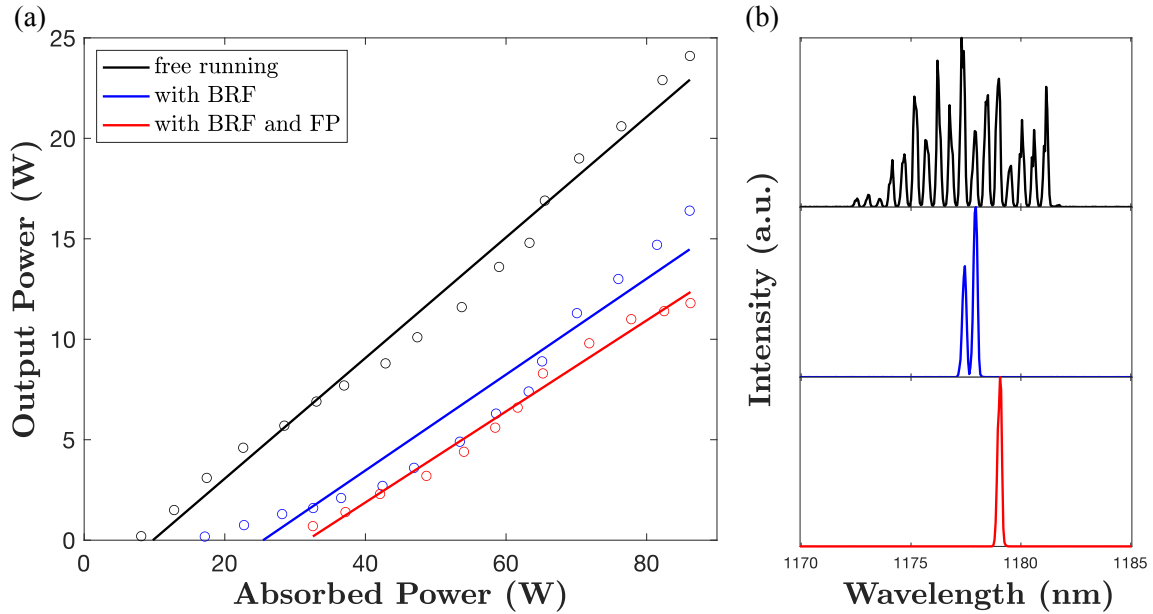 (a)
25
20
15
10
5
0
Output Power (W)
free running
with BRF
with BRF and FP
0 20 40 60 80
Absorbed Power (W)
(b)
Intensity (a.u.)
1170 1175 1180 1185
Wavelength (nm)